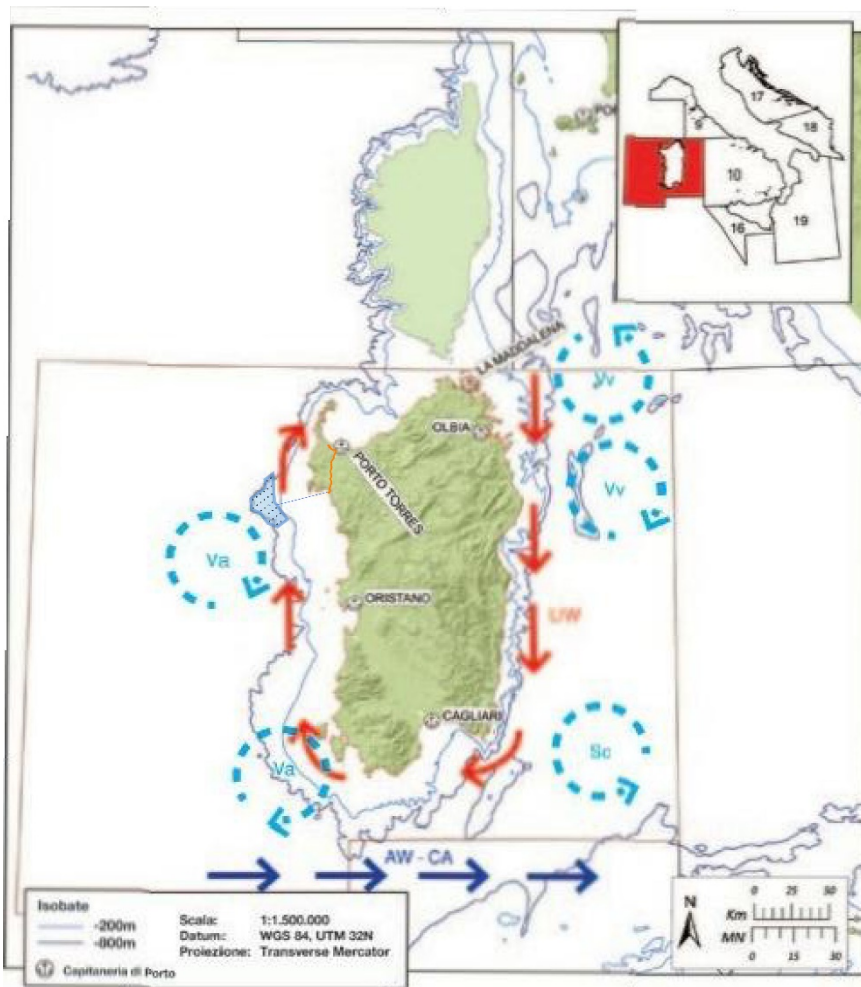 17
9
18
10
16
19
LA MADDALENA
Vv
OLBIA
PORTO TORRES
Vv
Va
ORISTANO
LIW
CAGLIARI
Va
Sc
AW - CA
Isobate
-200m
-800m
Capitaneria di Porto
Scala: 1:1.500.000
Datum: WGS 84, UTM 32N
Proiezione: Transverse Mercator
N
0 25 30
Km
MN
0 15 30